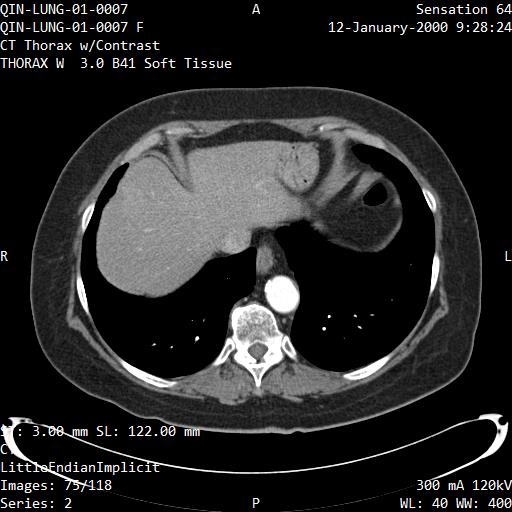 QIN-LUNG-01-0007
A
Sensation 64
QIN-LUNG-01-0007 F
12-January-2000 9:28:24
CT Thorax w/Contrast
THORAX W 3.0 B41 Soft Tissue
R
L
3.00 mm SL: 122.00 mm
LittleEndianImplicit
Images: 75/118
300 mA 120kV
Series: 2
P
WL: 40 WW: 400